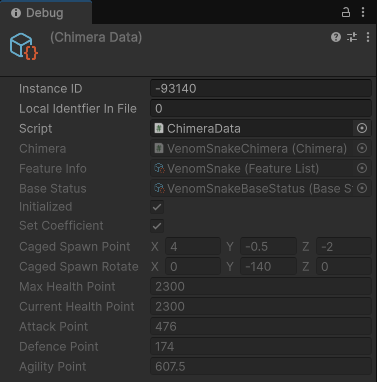 Debug
(Chimera Data)
Instance ID -93140
Local Identfier In File 0
Script ChimeraData
Chimera VenomSnakeChimera (Chimera)
Feature Info VenomSnake (Feature List)
Base Status VenomSnakeBaseStatus (Base S
Initialized
Set Coefficient
Caged Spawn Point X 4 Y -0.5 Z -2
Caged Spawn Rotate X 0 Y -140 Z 0
Max Health Point 2300
Current Health Point 2300
Attack Point 476
Defence Point 174
Agility Point 607.5